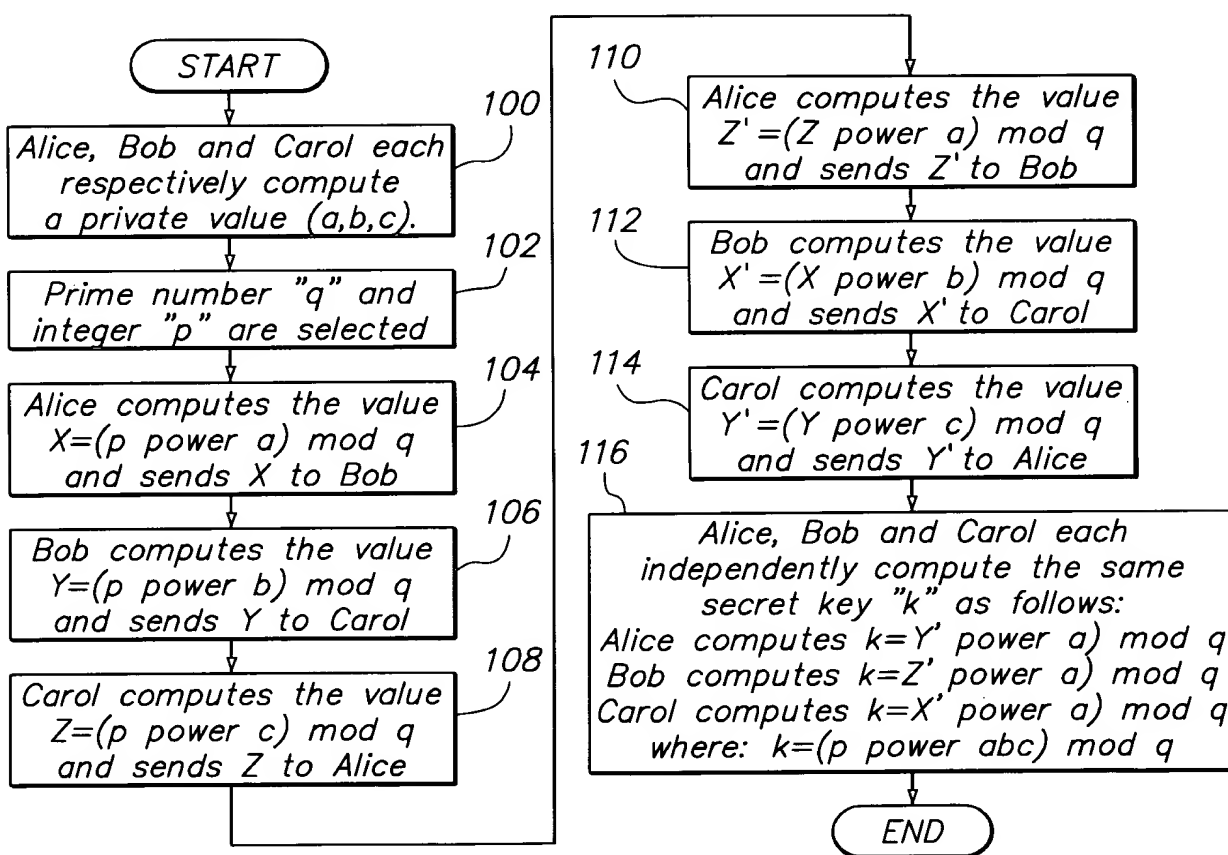 START
100
Alice, Bob and Carol each
respectively compute
a private value (a,b,c).
102
Prime number "q" and
integer "p" are selected
104
Alice computes the value
X=(p power a) mod q
and sends X to Bob
106
Bob computes the value
Y=(p power b) mod q
and sends Y to Carol
108
Carol computes the value
Z=(p power c) mod q
and sends Z to Alice
110
Alice computes the value
Z'=(Z power a) mod q
and sends Z' to Bob
112
Bob computes the value
X'=(X power b) mod q
and sends X' to Carol
114
Carol computes the value
Y'=(Y power c) mod q
and sends Y' to Alice
116
Alice, Bob and Carol each
independently compute the same
secret key "k" as follows:
Alice computes k=Y' power a) mod q
Bob computes k=Z' power a) mod q
Carol computes k=X' power a) mod q
where: k=(p power abc) mod q
END